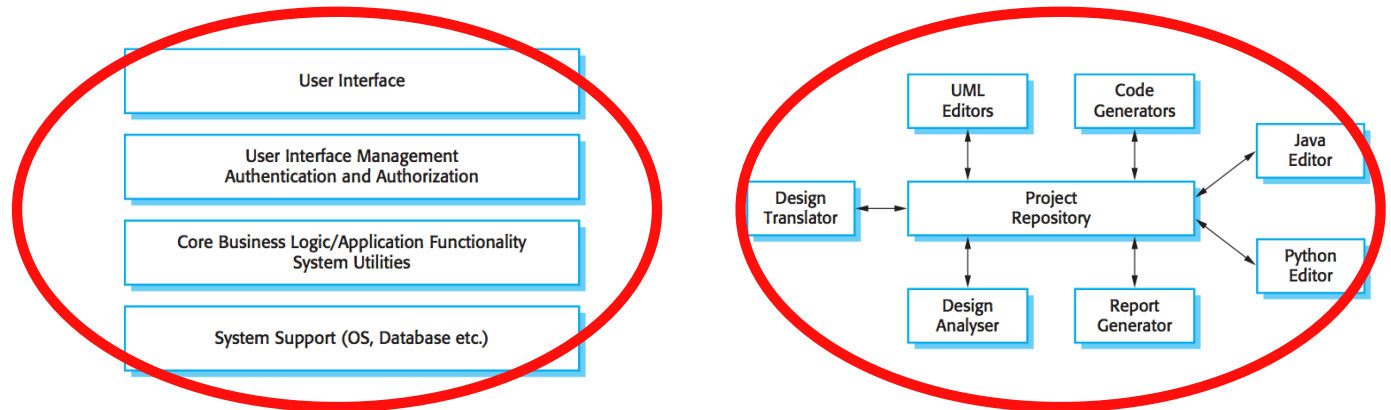 User Interface
User Interface Management
Authentication and Authorization
Core Business Logic/Application Functionality
System Utilities
System Support (OS, Database etc.)
UML
Editors
Code
Generators
Java
Editor
Design
Translator
Project
Repository
Python
Editor
Design
Analyser
Report
Generator